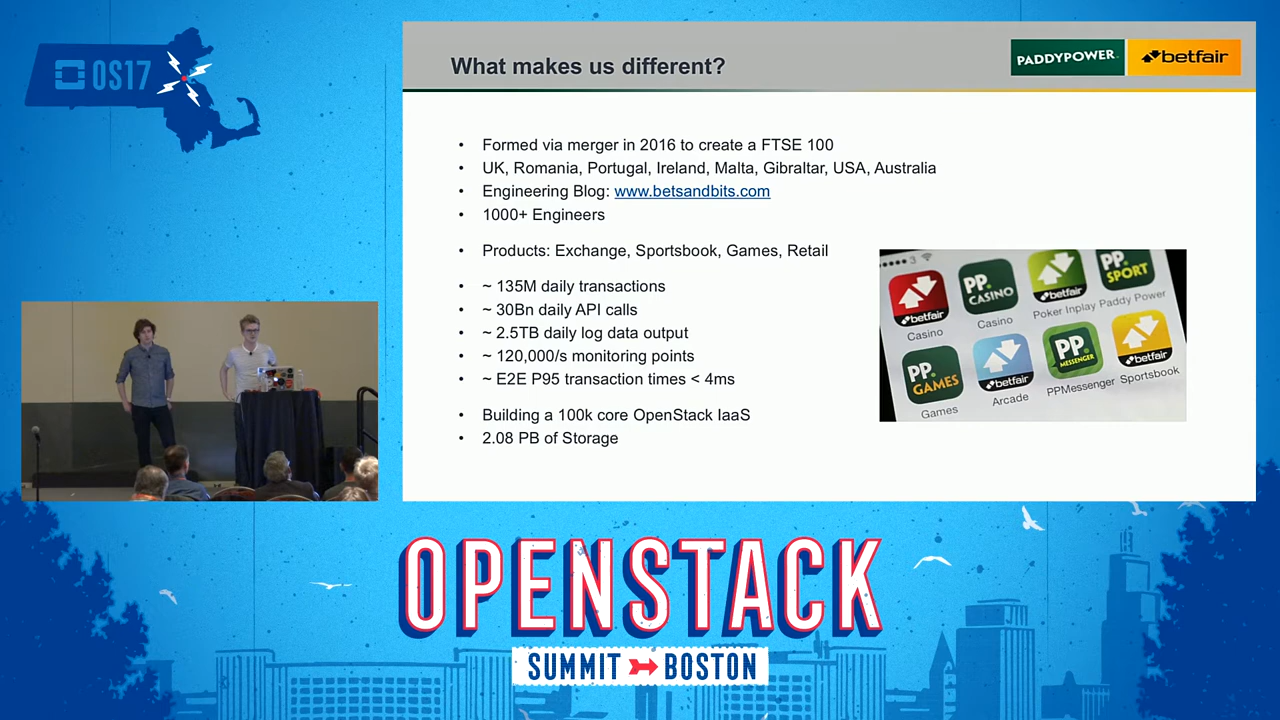 OS17
What makes us different?
PADDYPOWER.
betfair
• Formed via merger in 2016 to create a FTSE 100
• UK, Romania, Portugal, Ireland, Malta, Gibraltar, USA, Australia
• Engineering Blog: www.betsandbits.com
• 1000+ Engineers
• Products: Exchange, Sportsbook, Games, Retail
• ~ 135M daily transactions
• ~ 30Bn daily API calls
• ~ 2.5TB daily log data output
• ~ 120,000/s monitoring points
• ~ E2E P95 transaction times < 4ms
• Building a 100k core OpenStack IaaS
• 2.08 PB of Storage
betfair
PP. CASINO
betfair
PP. SPORT
Casino
Casino
Poker Inplay
Paddy Power
PP. GAMES
betfair
PP. MESSENGER
betfair
Games
Arcade
PPMessenger
Sportsbook
OPENSTACK
SUMMIT BOSTON